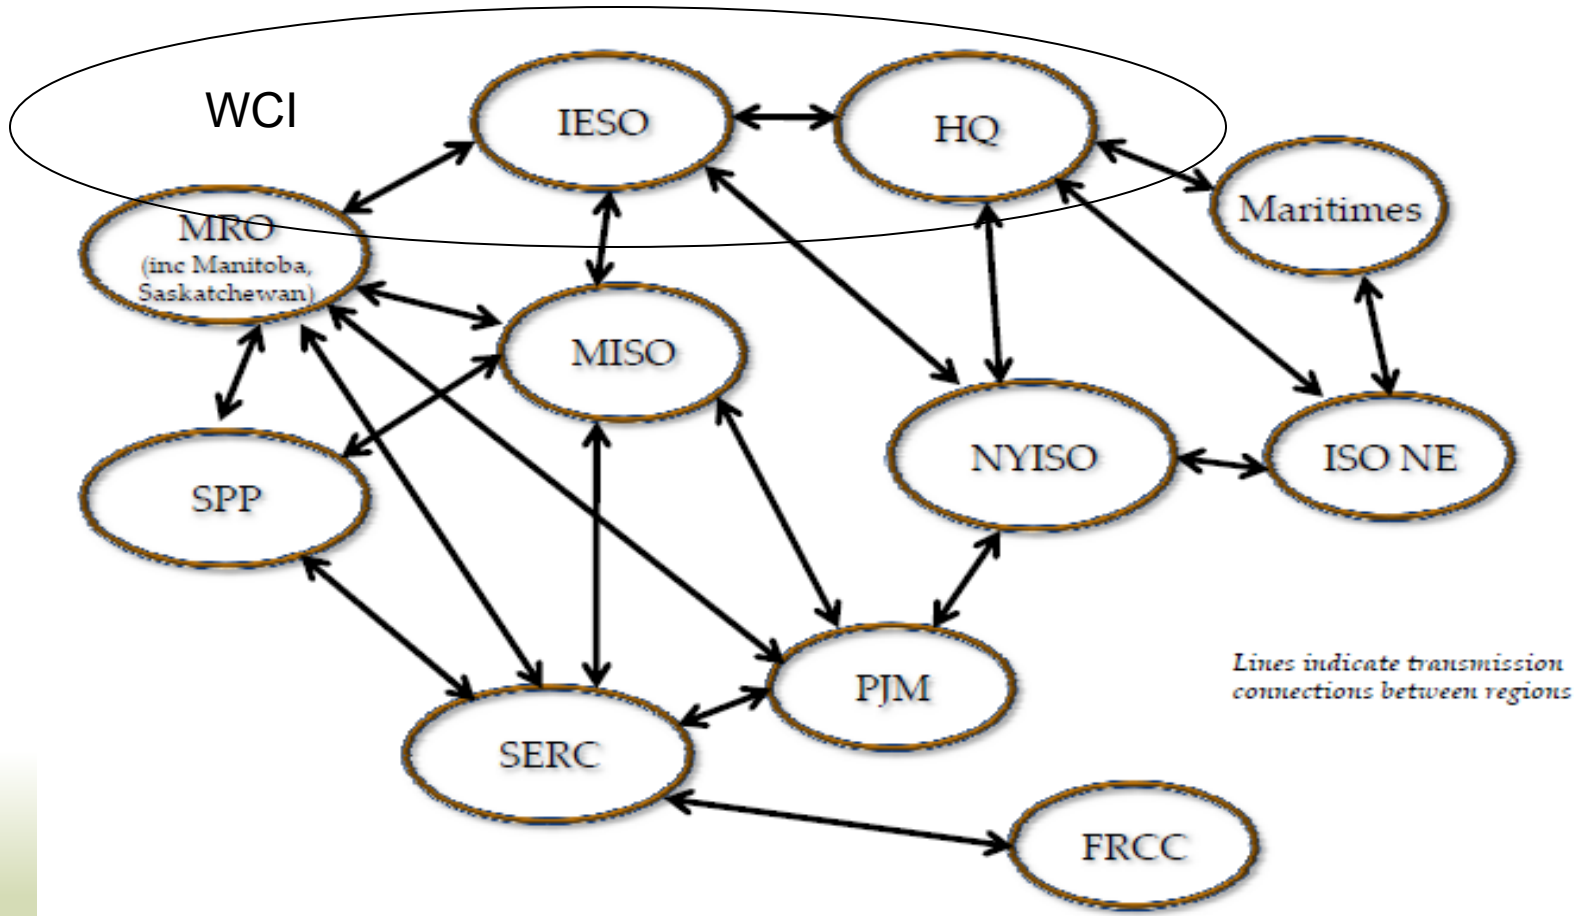 WCI
IESO
HQ
Maritimes
MRO
(inc Manitoba,
Saskatchewan)
MISO
NYISO
ISO NE
SPP
PJM
Lines indicate transmission
connections between regions
SERC
FRCC